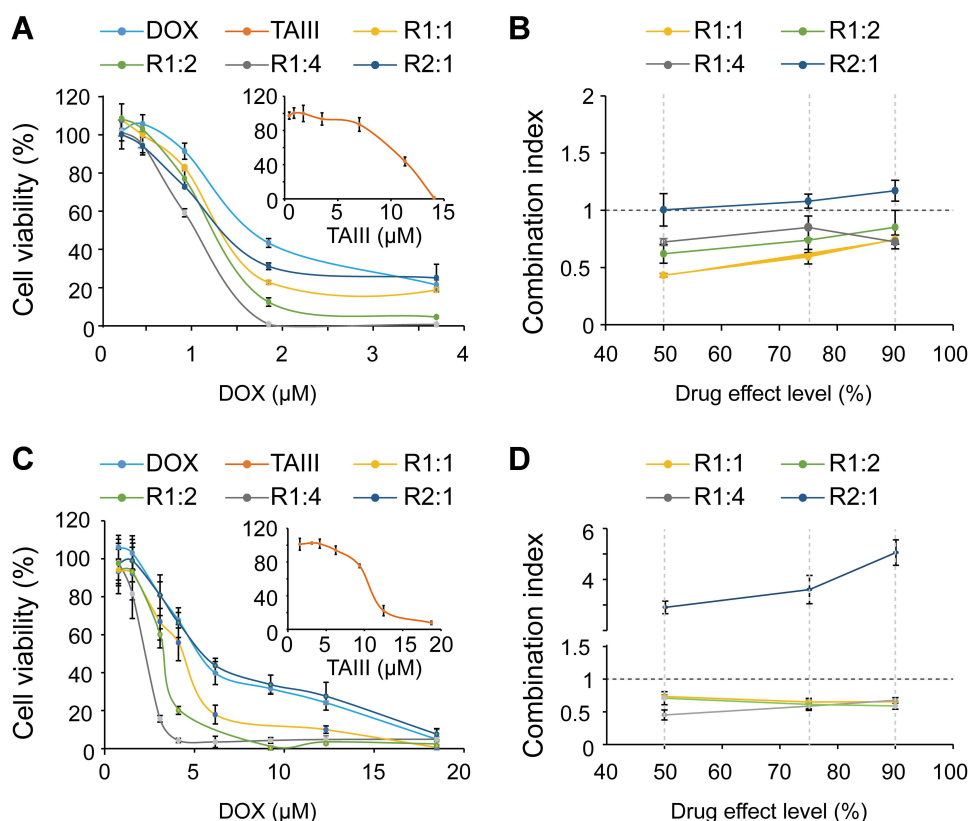 A
DOX TAIII R1:1
R1:2 R1:4 R2:1
Cell viability (%)
120
100
80
60
40
20
0
0 1 2 3 4
DOX (µM)
120
80
40
0
0 5 10 15
TAIII (µM)
B
R1:1 R1:2
R1:4 R2:1
Combination index
2
1.5
1
0.5
0
40 50 60 70 80 90 100
Drug effect level (%)
C
DOX TAIII R1:1
R1:2 R1:4 R2:1
Cell viability (%)
120
100
80
60
40
20
0
0 5 10 15 20
DOX (µM)
120
80
40
0
0 5 10 15 20
TAIII (µM)
D
R1:1 R1:2
R1:4 R2:1
Combination index
6
4
1.5
1
0.5
0
40 50 60 70 80 90 100
Drug effect level (%)